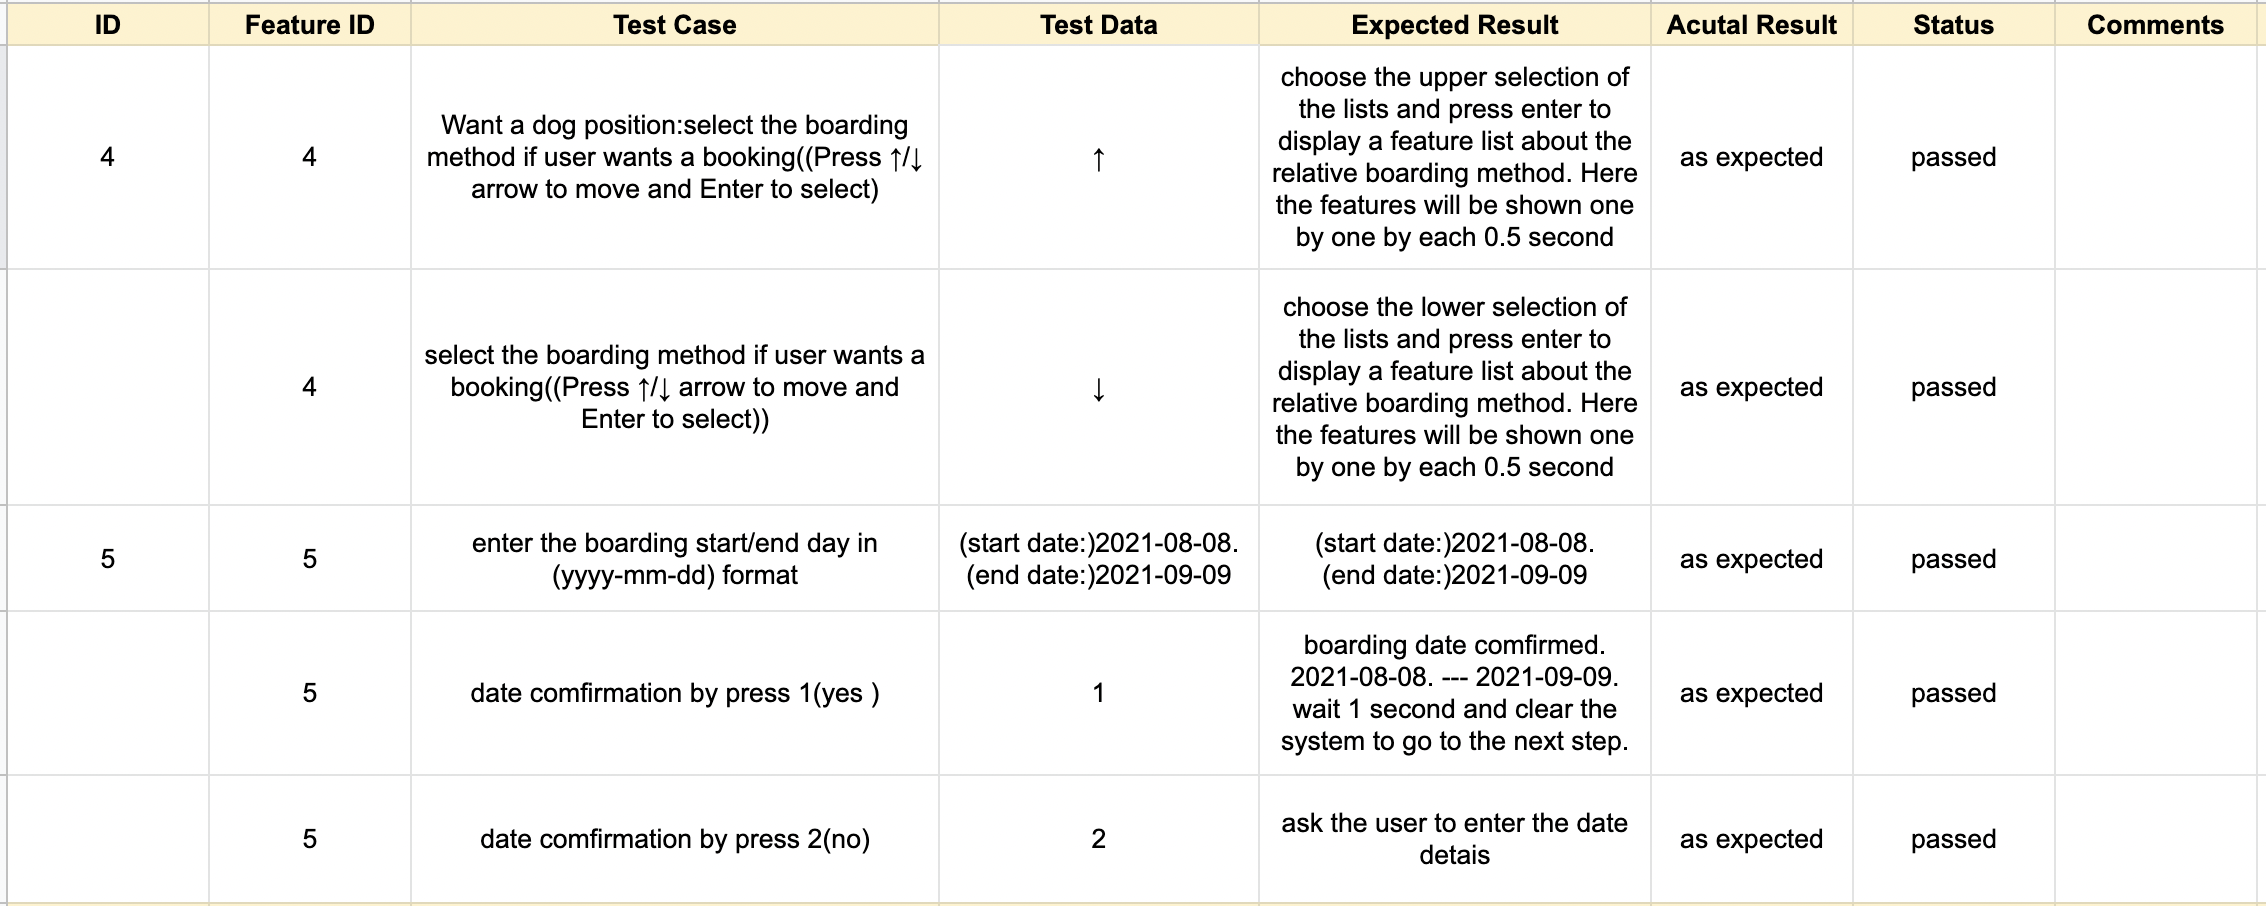 ID Feature ID Test Case Test Data Expected Result Acutal Result Status Comments
4
4
Want a dog position:select the boarding
method if user wants a booking((Press ↑/↓
arrow to move and Enter to select)
↑
choose the upper selection of
the lists and press enter to
display a feature list about the
relative boarding method. Here
the features will be shown one
by one by each 0.5 second
as expected
passed
4
select the boarding method if user wants a
booking((Press ↑/↓ arrow to move and
Enter to select))
↓
choose the lower selection of
the lists and press enter to
display a feature list about the
relative boarding method. Here
the features will be shown one
by one by each 0.5 second
as expected
passed
5
5
enter the boarding start/end day in
(yyyy-mm-dd) format
(start date:)2021-08-08.
(end date:)2021-09-09
(start date:)2021-08-08.
(end date:)2021-09-09
as expected
passed
5
date comfirmation by press 1(yes )
1
boarding date comfirmed.
2021-08-08. --- 2021-09-09.
wait 1 second and clear the
system to go to the next step.
as expected
passed
5
date comfirmation by press 2(no)
2
ask the user to enter the date
detais
as expected
passed